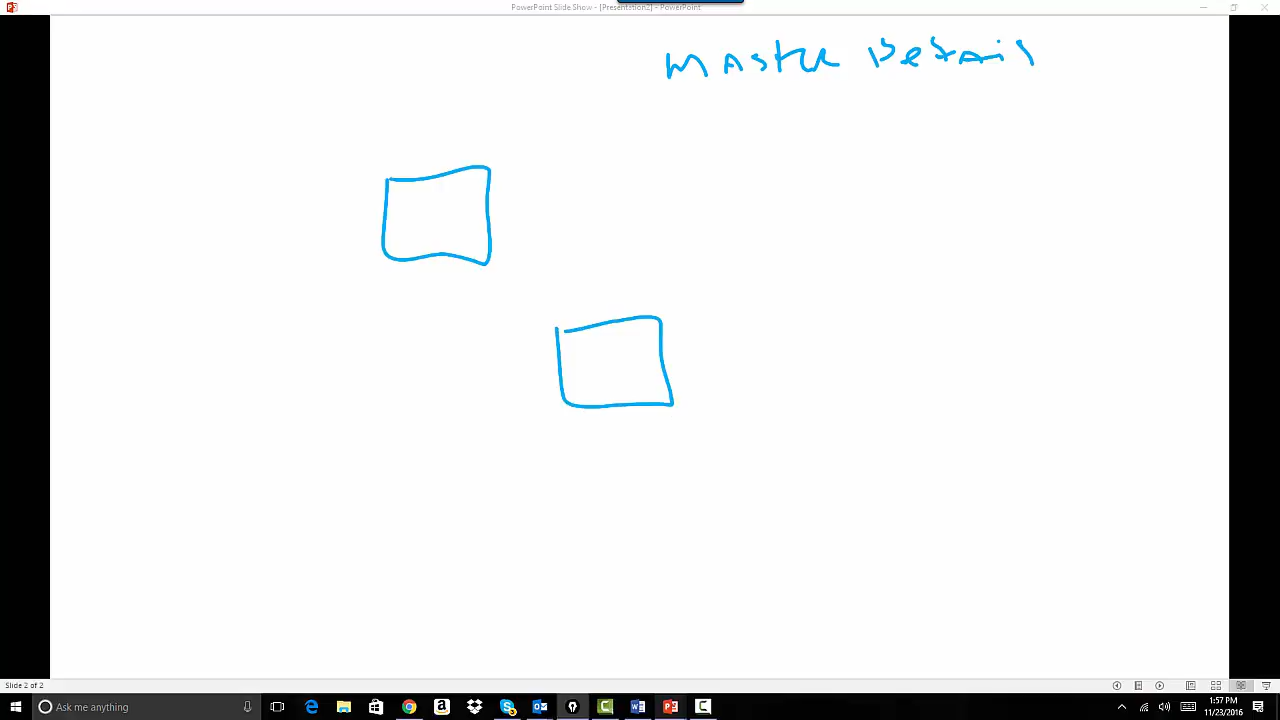 PowerPoint Slide Show - [Presentation2] - PowerPoint
Master Detail
Slide 2 of 2
Ask me anything
1:57 PM
11/23/2016